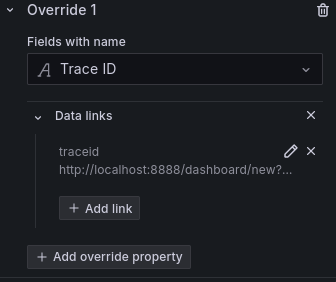 Override 1
Fields with name
Trace ID
Data links
traceid
http://localhost:8888/dashboard/new?...
+ Add link
+ Add override property